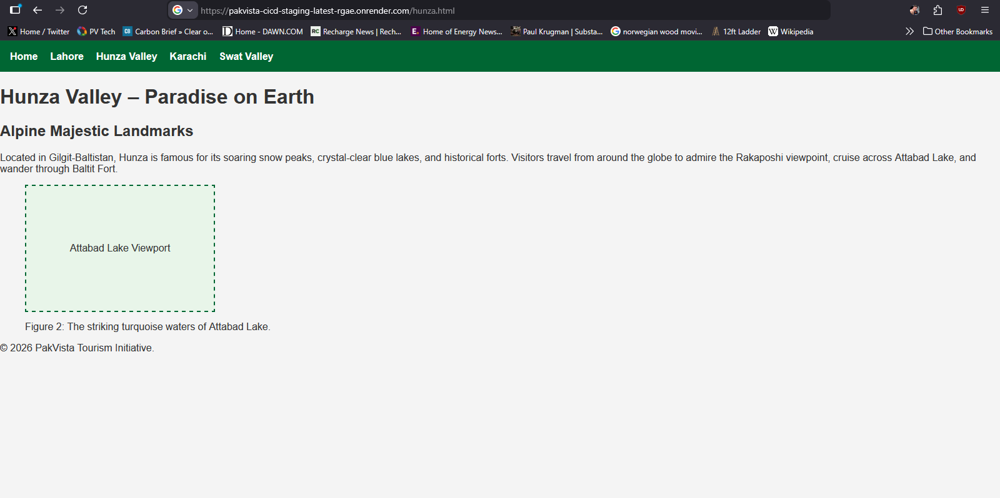 https://pakvista-cicd-staging-latest-rgae.onrender.com/hunza.html
Home / Twitter PV Tech CB Carbon Brief » Clear o... D Home - DAWN.COM RC Recharge News | Rech... E. Home of Energy News... Paul Krugman | Substa... norwegian wood movi... 12ft Ladder W Wikipedia Other Bookmarks
Home Lahore Hunza Valley Karachi Swat Valley
Hunza Valley – Paradise on Earth
Alpine Majestic Landmarks
Located in Gilgit-Baltistan, Hunza is famous for its soaring snow peaks, crystal-clear blue lakes, and historical forts. Visitors travel from around the globe to admire the Rakaposhi viewpoint, cruise across Attabad Lake, and
wander through Baltit Fort.
Attabad Lake Viewport
Figure 2: The striking turquoise waters of Attabad Lake.
© 2026 PakVista Tourism Initiative.